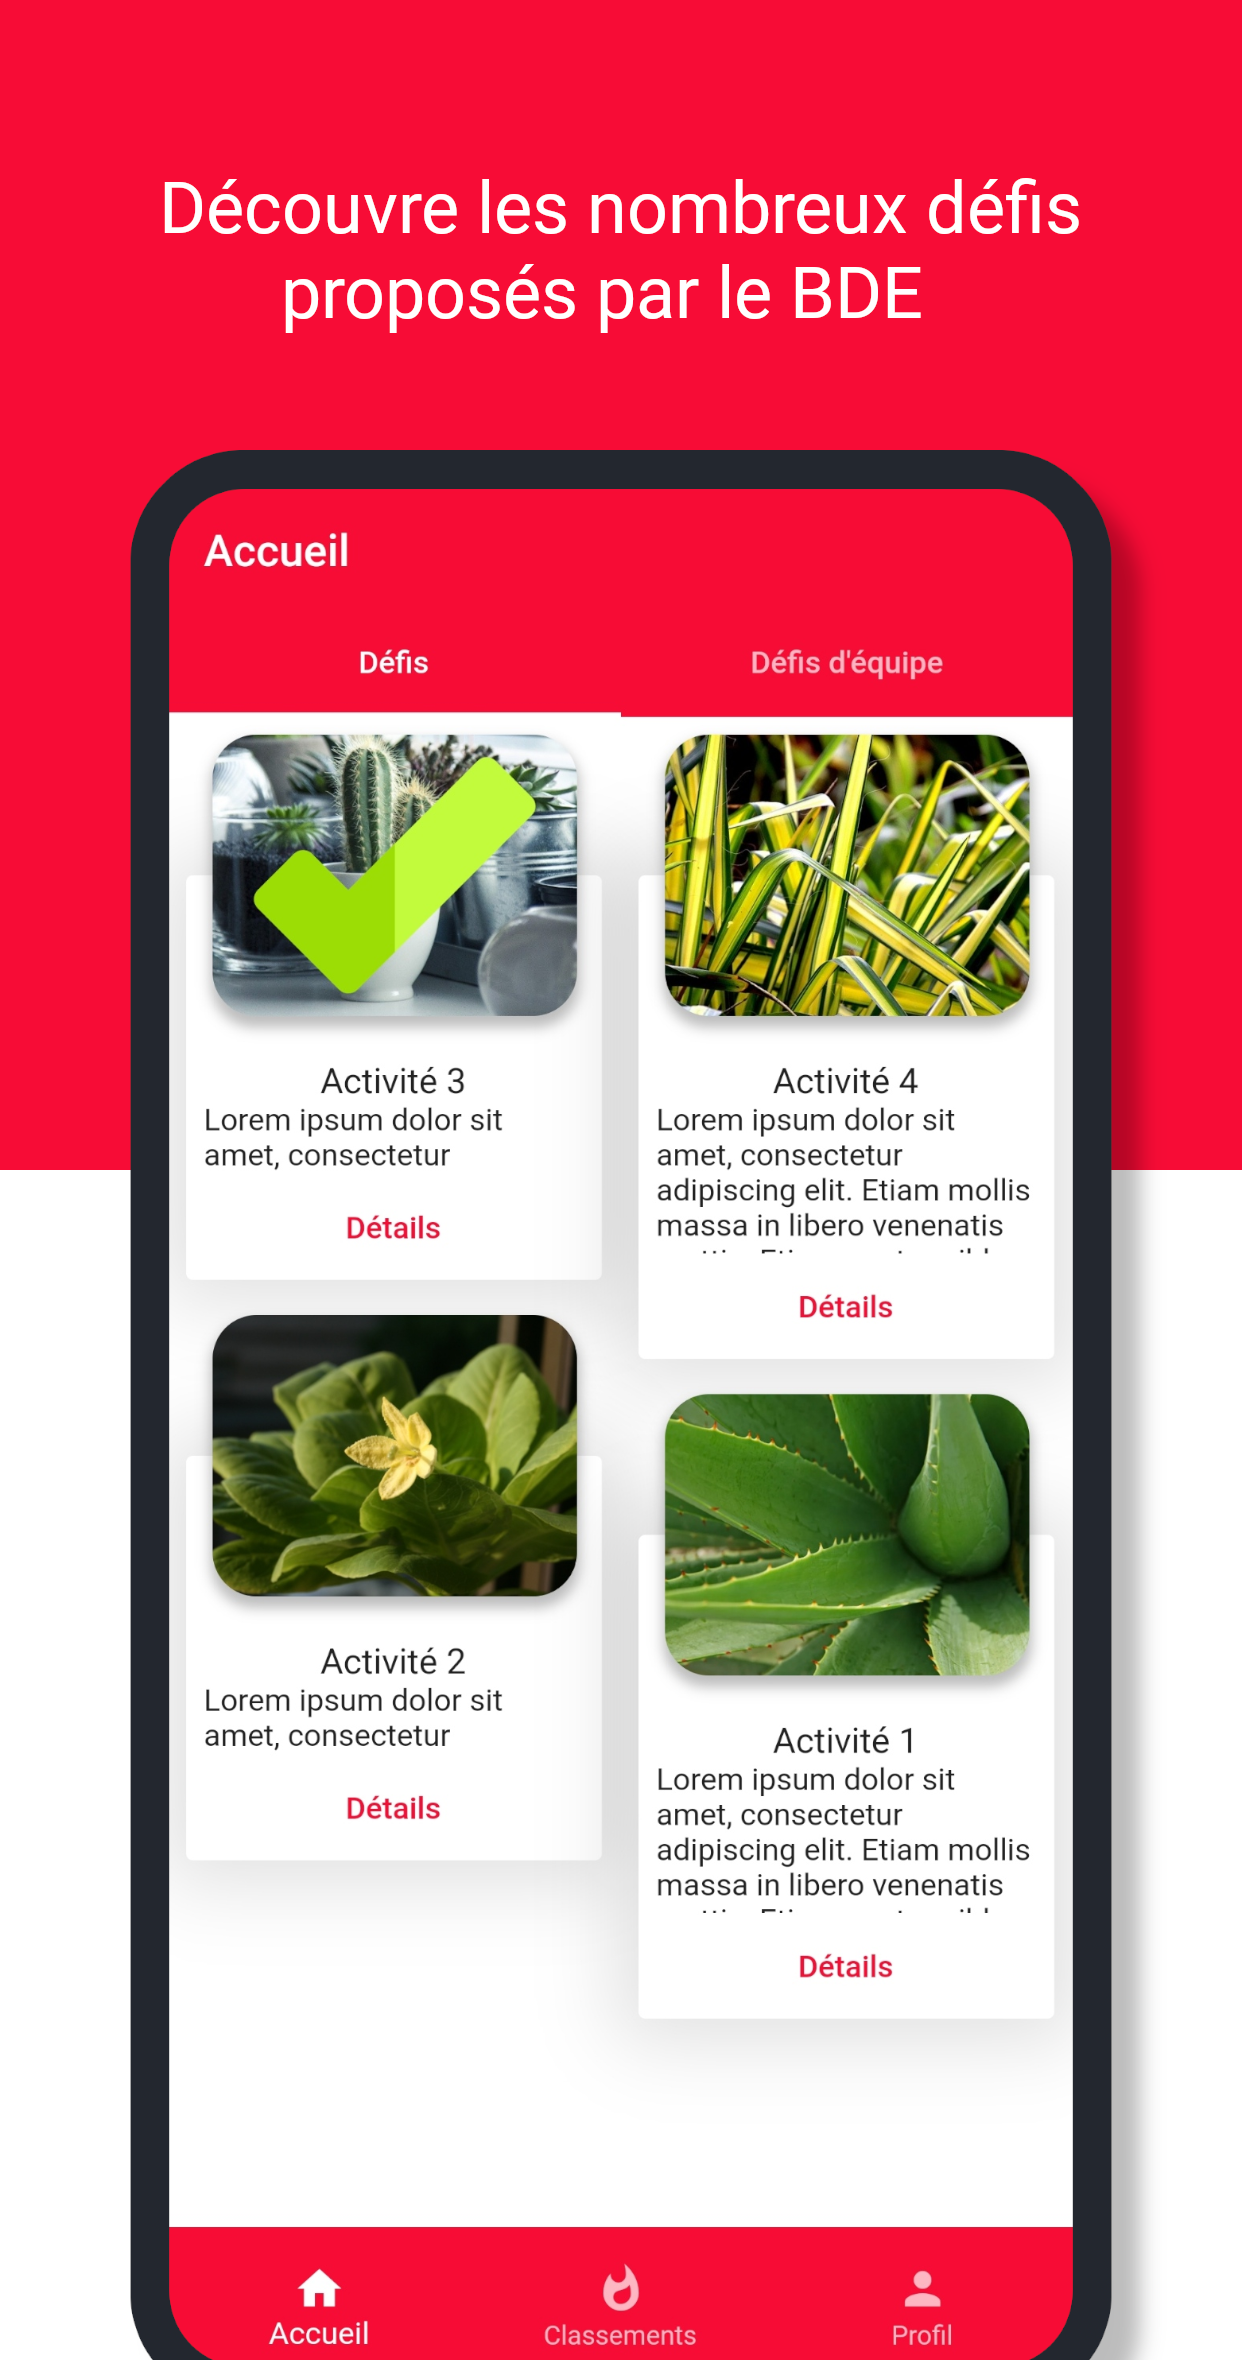 Découvre les nombreux défis
proposés par le BDE
Accueil
Défis
Défis d'équipe
Activité 3
Lorem ipsum dolor sit
amet, consectetur
Détails
Activité 4
Lorem ipsum dolor sit
amet, consectetur
adipiscing elit. Etiam mollis
massa in libero venenatis
Détails
Activité 2
Lorem ipsum dolor sit
amet, consectetur
Détails
Activité 1
Lorem ipsum dolor sit
amet, consectetur
adipiscing elit. Etiam mollis
massa in libero venenatis
Détails
Accueil
Classements
Profil